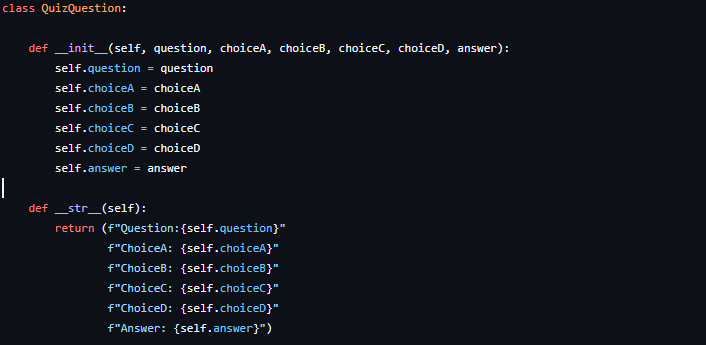 class QuizQuestion:
    def __init__(self, question, choiceA, choiceB, choiceC, choiceD, answer):
        self.question = question
        self.choiceA = choiceA
        self.choiceB = choiceB
        self.choiceC = choiceC
        self.choiceD = choiceD
        self.answer = answer
    def __str__(self):
        return (f"Question:{self.question}"
                f"ChoiceA: {self.choiceA}"
                f"ChoiceB: {self.choiceB}"
                f"ChoiceC: {self.choiceC}"
                f"ChoiceD: {self.choiceD}"
                f"Answer: {self.answer}")